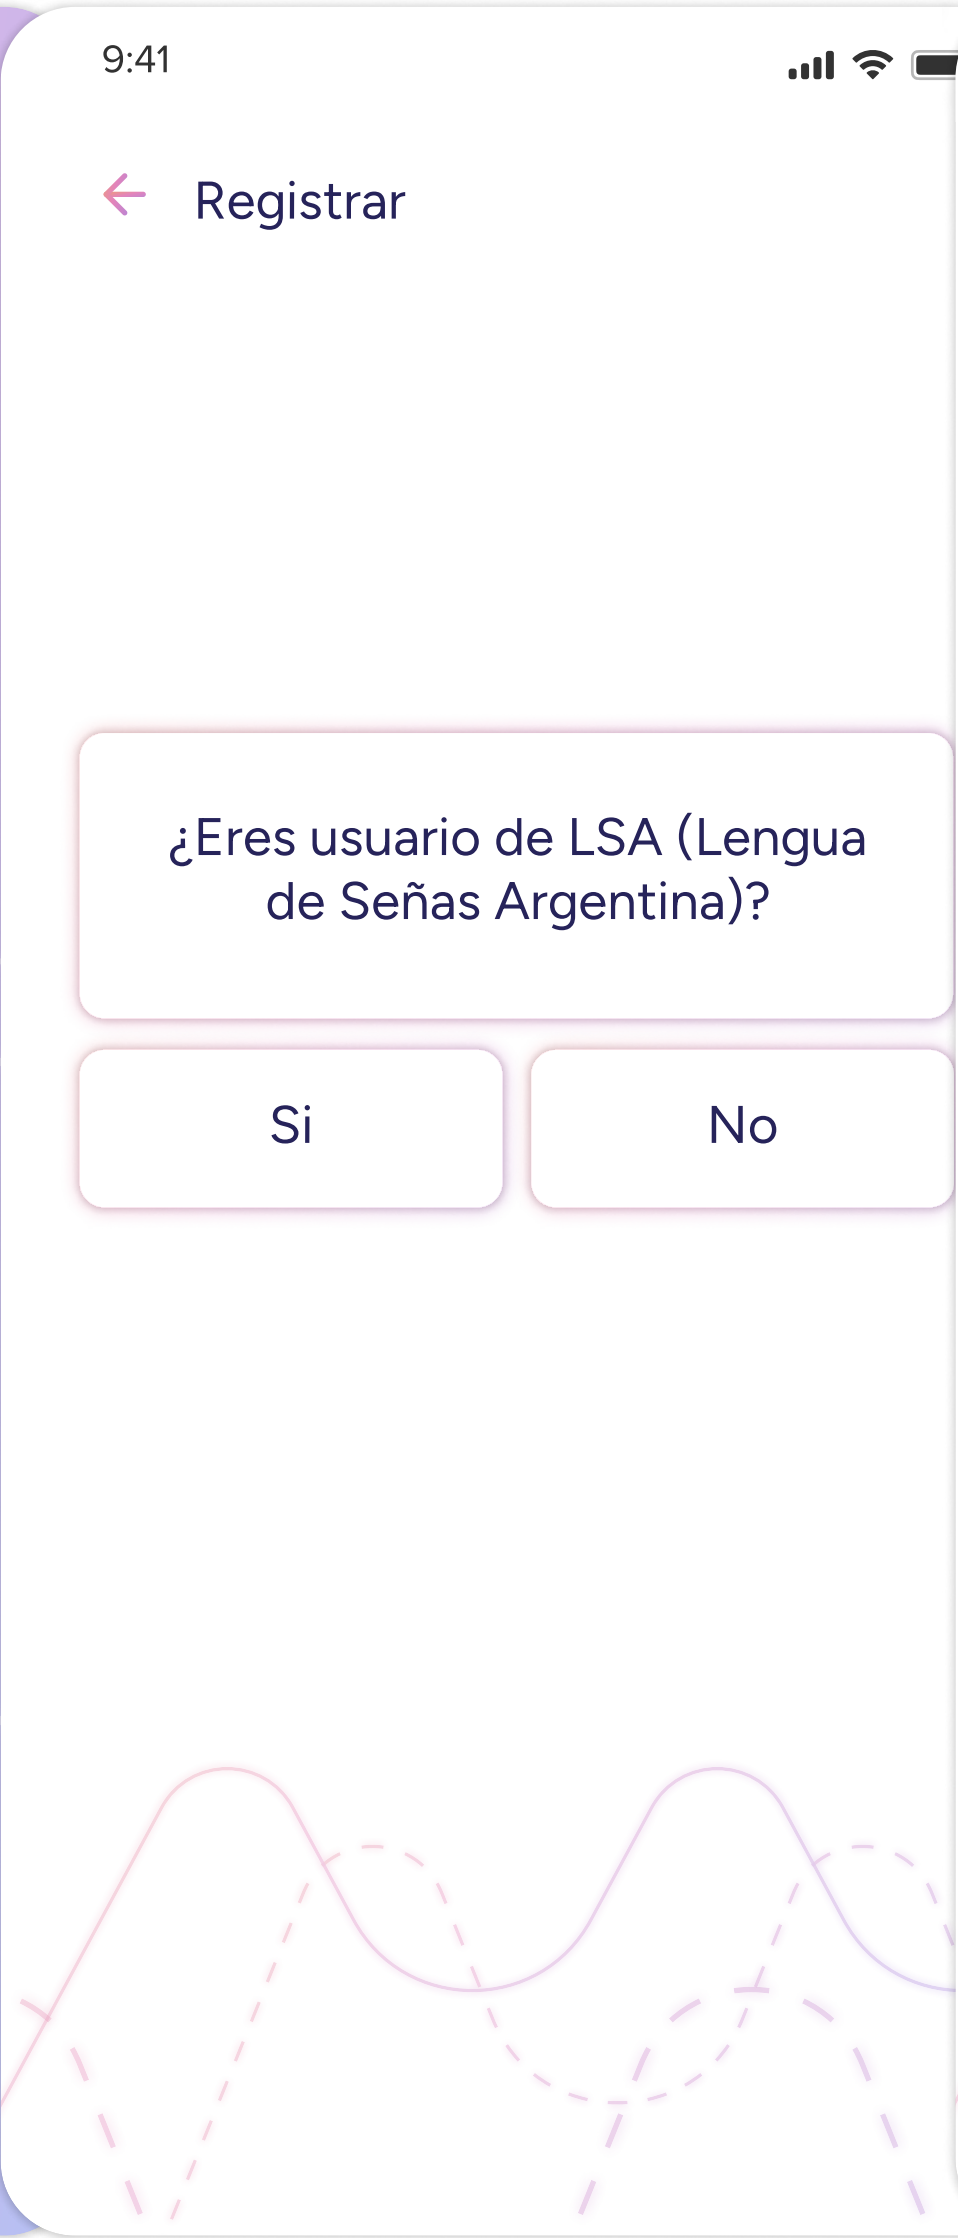 9:41
Registrar
¿Eres usuario de LSA (Lengua
de Señas Argentina)?
Si
No